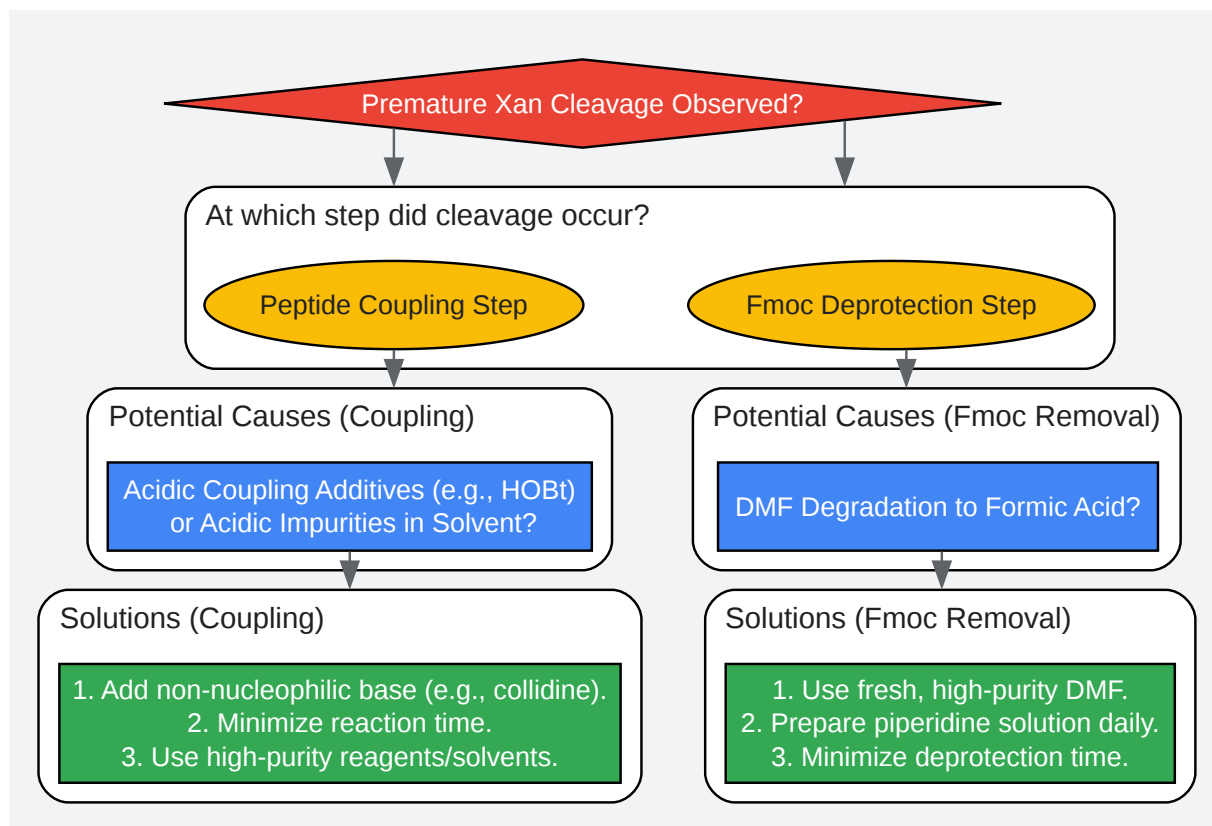 Premature Xan Cleavage Observed?
At which step did cleavage occur?
Peptide Coupling Step
Fmoc Deprotection Step
Potential Causes (Coupling)
Acidic Coupling Additives (e.g., HOBt)
or Acidic Impurities in Solvent?
Potential Causes (Fmoc Removal)
DMF Degradation to Formic Acid?
Solutions (Coupling)
1. Add non-nucleophilic base (e.g., collidine).
2. Minimize reaction time.
3. Use high-purity reagents/solvents.
Solutions (Fmoc Removal)
1. Use fresh, high-purity DMF.
2. Prepare piperidine solution daily.
3. Minimize deprotection time.